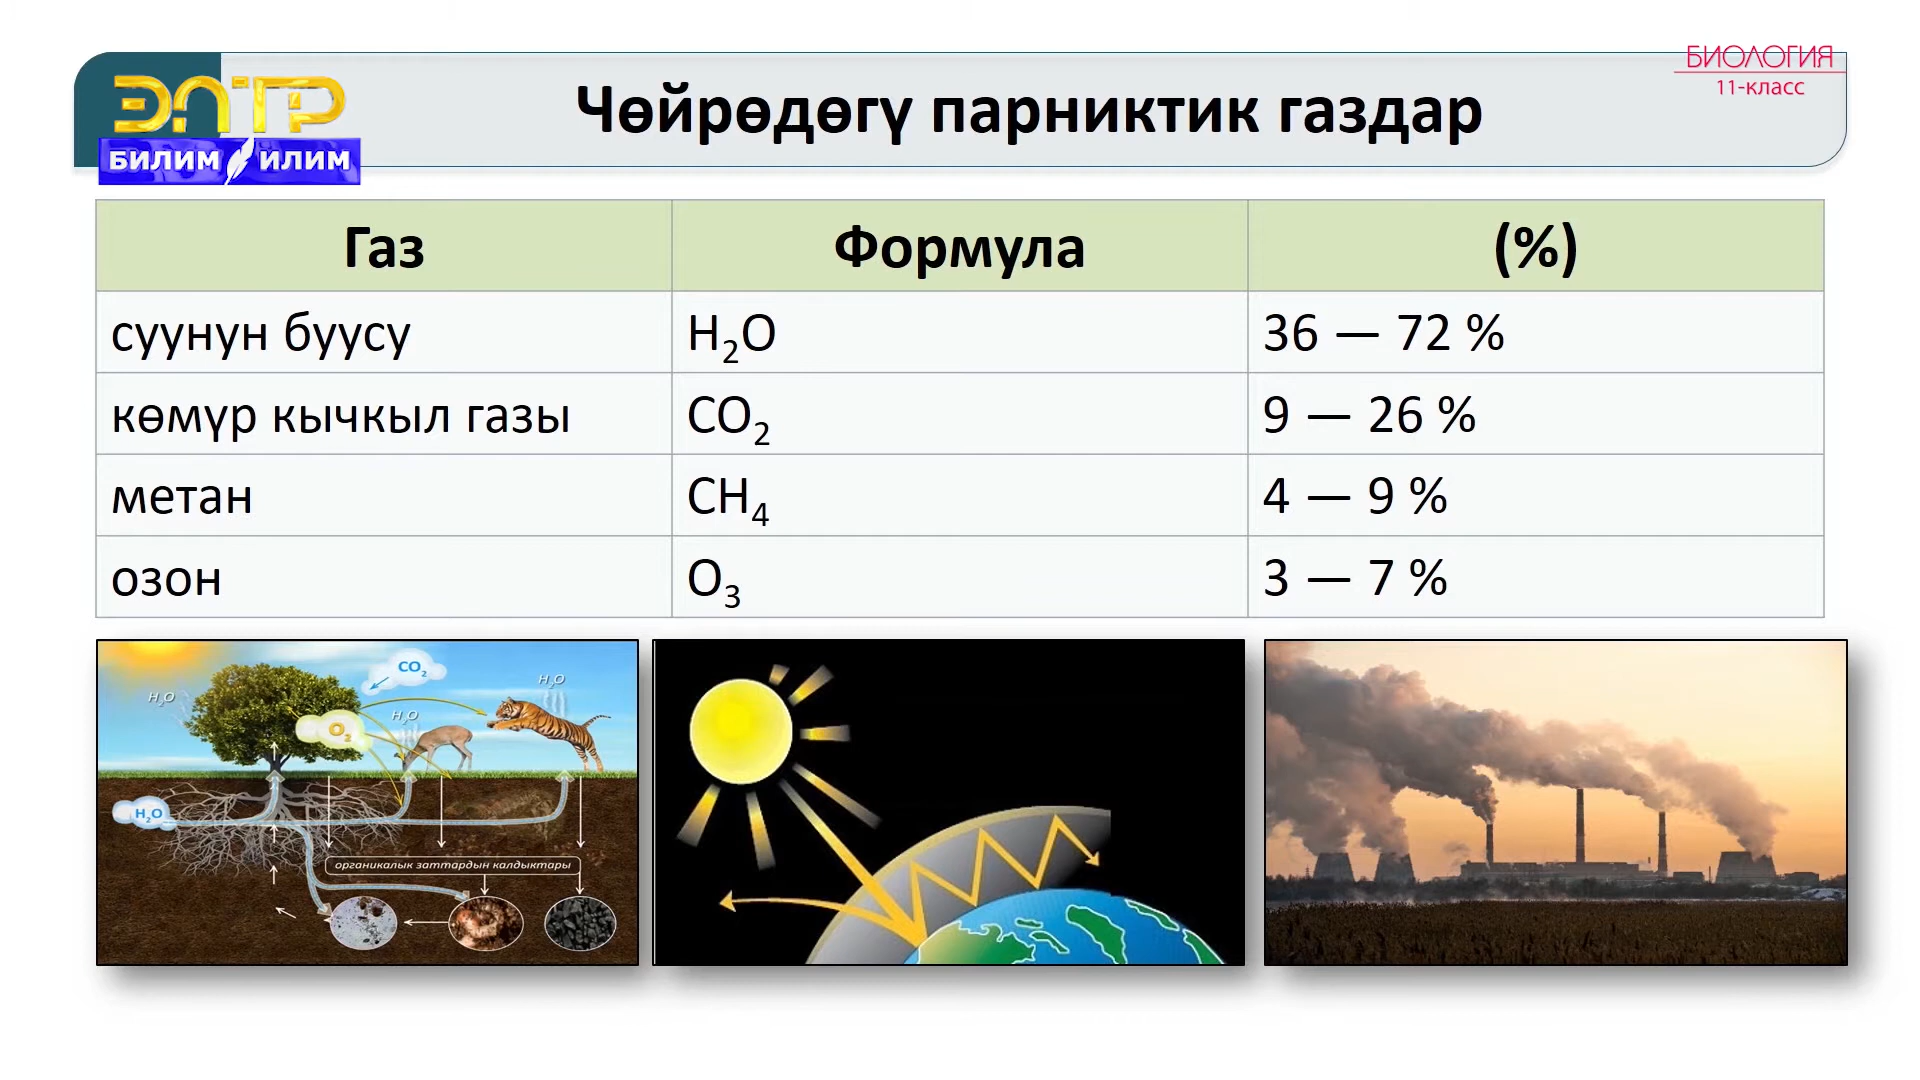 БИОЛОГИЯ
11-класс
ЭЛТР
БИЛИМ ИЛИМ
Чөйрөдөгү парниктик газдар
Газ Формула (%)
суунун буусу H₂O 36 — 72 %
көмүр кычкыл газы CO₂ 9 — 26 %
метан CH₄ 4 — 9 %
озон O₃ 3 — 7 %
CO₂
H₂O
H₂O
H₂O
O₂
H₂O
органикалык заттардын калдыктары